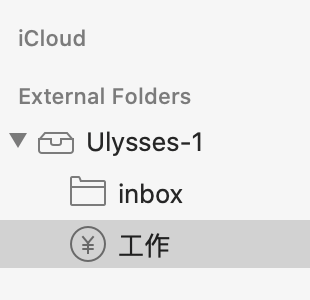 iCloud
External Folders
Ulysses-1
inbox
¥ 工作